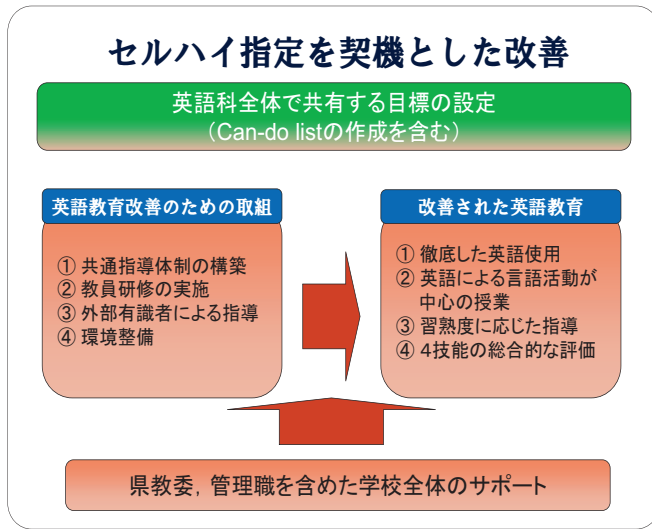 セルハイ指定を契機とした改善
英語科全体で共有する目標の設定
（Can-do listの作成を含む）
英語教育改善のための取組
① 共通指導体制の構築
② 教員研修の実施
③ 外部有識者による指導
④ 環境整備
改善された英語教育
① 徹底した英語使用
② 英語による言語活動が
中心の授業
③ 習熟度に応じた指導
④ ４技能の総合的な評価
県教委，管理職を含めた学校全体のサポート